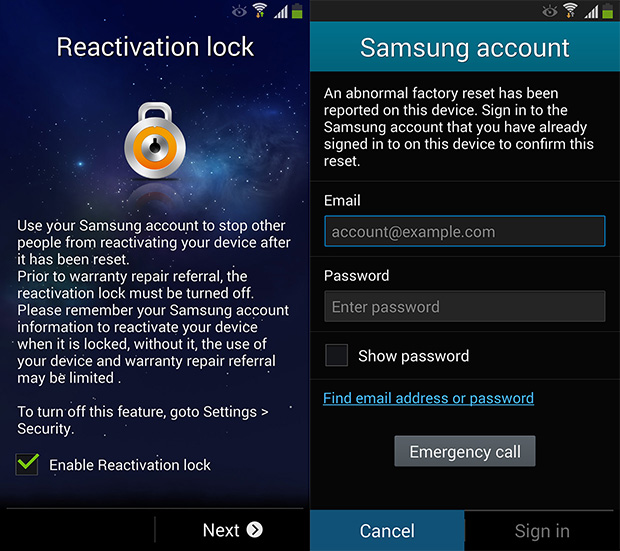 Reactivation lock
Use your Samsung account to stop other
people from reactivating your device after
it has been reset.
Prior to warranty repair referral, the
reactivation lock must be turned off.
Please remember your Samsung account
information to reactivate your device
when it is locked, without it, the use of
your device and warranty repair referral
may be limited .
To turn off this feature, goto Settings >
Security.
Enable Reactivation lock
Next
Samsung account
An abnormal factory reset has been
reported on this device. Sign in to the
Samsung account that you have already
signed in to on this device to confirm this
reset.
Email
account@example.com
Password
Enter password
Show password
Find email address or password
Emergency call
Cancel
Sign in